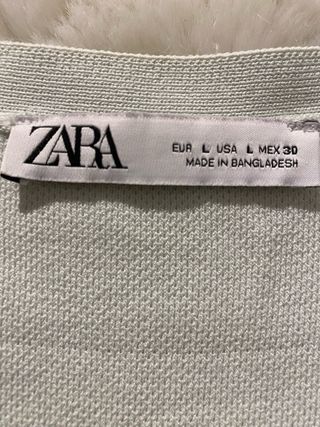 ZARA
EUR L USA L MEX 30
MADE IN BANGLADESH